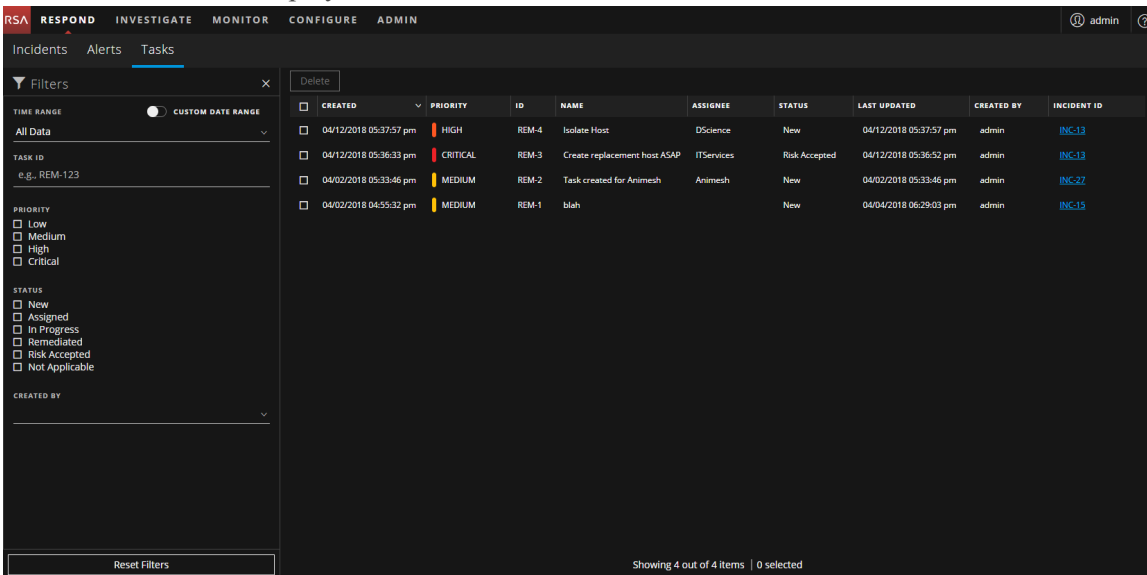 RSA RESPOND INVESTIGATE MONITOR CONFIGURE ADMIN admin
Incidents Alerts Tasks
Filters
TIME RANGE CUSTOM DATE RANGE
All Data
TASK ID
e.g., REM-123
PRIORITY
Low
Medium
High
Critical
STATUS
New
Assigned
In Progress
Remediated
Risk Accepted
Not Applicable
CREATED BY
Reset Filters
Delete
CREATED PRIORITY ID NAME ASSIGNEE STATUS LAST UPDATED CREATED BY INCIDENT ID
04/12/2018 05:37:57 pm HIGH REM-4 Isolate Host DScience New 04/12/2018 05:37:57 pm admin INC-13
04/12/2018 05:36:33 pm CRITICAL REM-3 Create replacement host ASAP ITServices Risk Accepted 04/12/2018 05:36:52 pm admin INC-13
04/02/2018 05:33:46 pm MEDIUM REM-2 Task created for Animesh Animesh New 04/02/2018 05:33:46 pm admin INC-27
04/02/2018 04:55:32 pm MEDIUM REM-1 blah New 04/04/2018 06:29:03 pm admin INC-15
Showing 4 out of 4 items | 0 selected